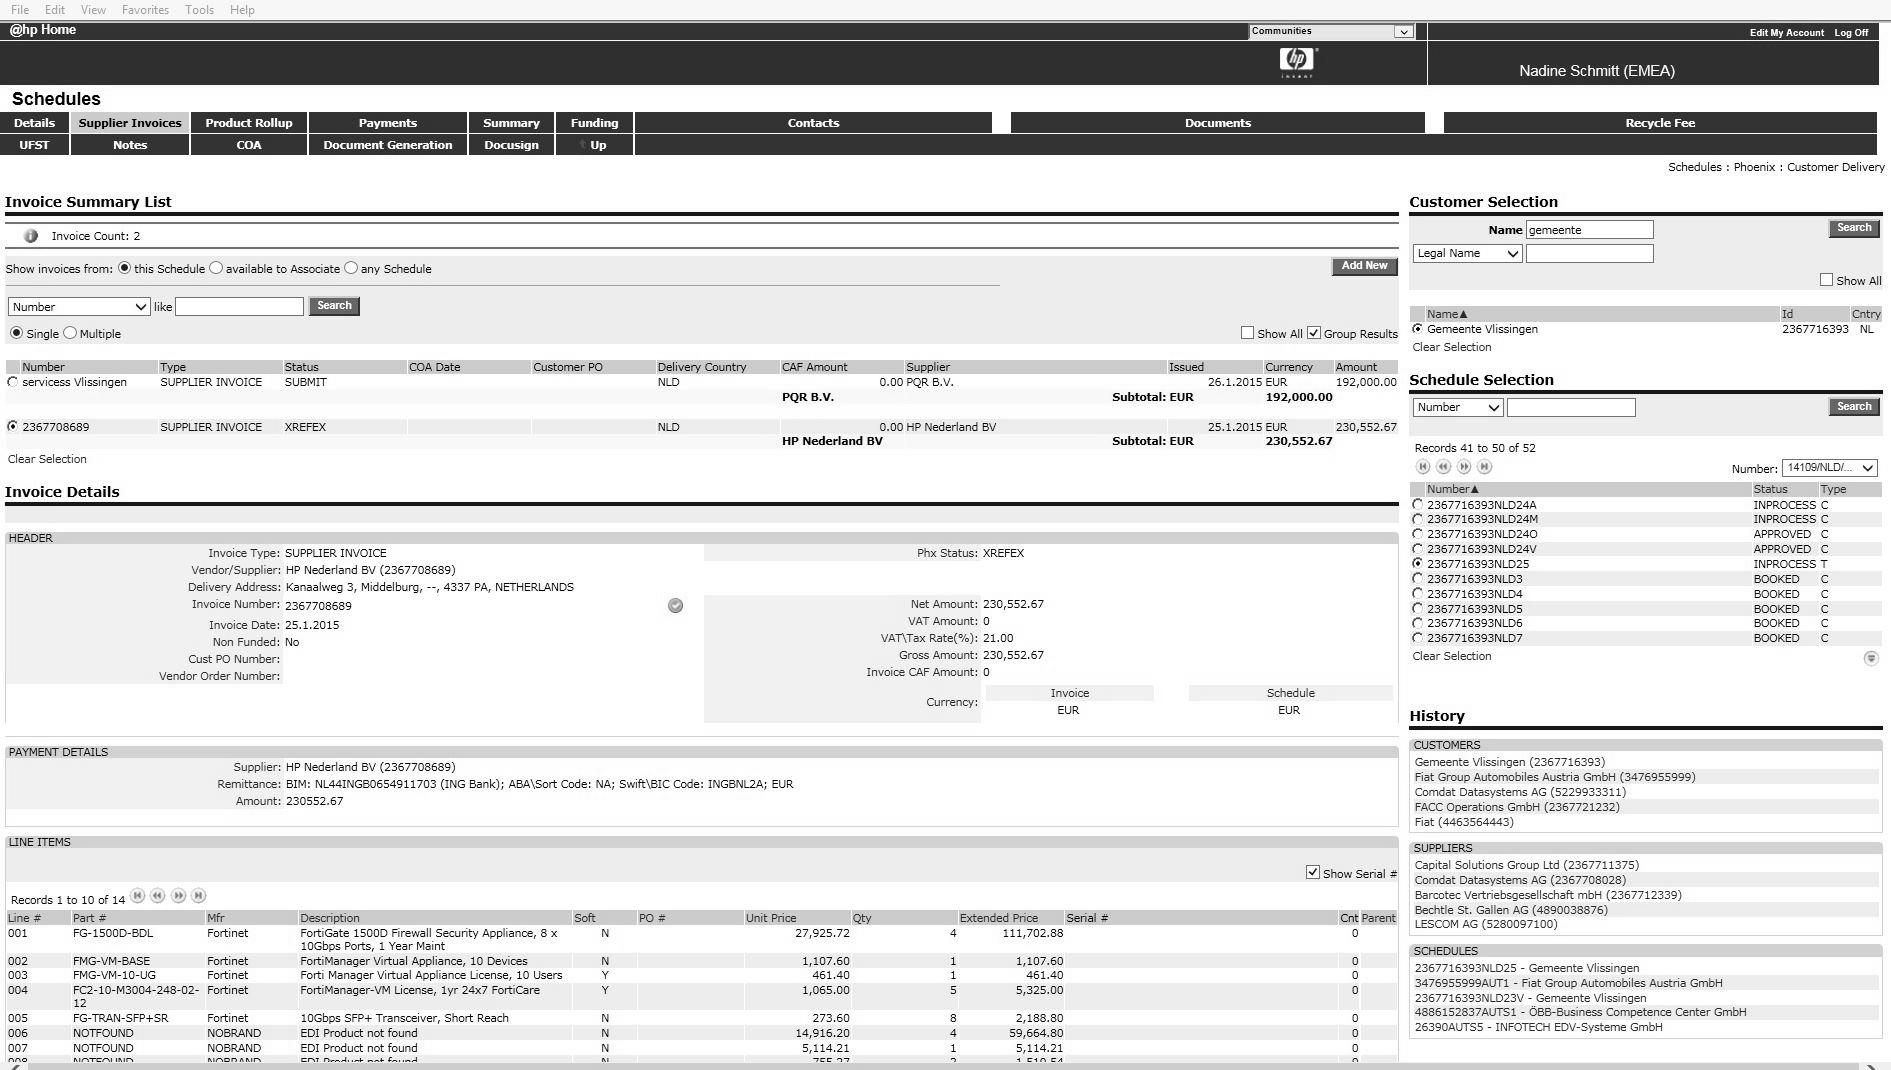 File Edit View Favorites Tools Help
@hp Home
Communities
Edit My Account Log Off
hp
invent
Nadine Schmitt (EMEA)
Schedules
Details Supplier Invoices Product Rollup Payments Summary Funding Contacts Documents Recycle Fee
UFST Notes COA Document Generation Docusign Up
Schedules : Phoenix : Customer Delivery
Invoice Summary List
Invoice Count: 2
Show invoices from: this Schedule available to Associate any Schedule
Add New
Number like Search
Single Multiple
Show All Group Results
Number Type Status COA Date Customer PO Delivery Country CAF Amount Supplier Issued Currency Amount
servicess Vlissingen SUPPLIER INVOICE SUBMIT NLD 0.00 PQR B.V. 26.1.2015 EUR 192,000.00
PQR B.V. Subtotal: EUR 192,000.00
2367708689 SUPPLIER INVOICE XREFEX NLD 0.00 HP Nederland BV 25.1.2015 EUR 230,552.67
HP Nederland BV Subtotal: EUR 230,552.67
Clear Selection
Invoice Details
HEADER
Invoice Type: SUPPLIER INVOICE
Vendor/Supplier: HP Nederland BV (2367708689)
Delivery Address: Kanaalweg 3, Middelburg, --, 4337 PA, NETHERLANDS
Invoice Number: 2367708689
Invoice Date: 25.1.2015
Non Funded: No
Cust PO Number:
Vendor Order Number:
Phx Status: XREFEX
Net Amount: 230,552.67
VAT Amount: 0
VAT\Tax Rate(%): 21.00
Gross Amount: 230,552.67
Invoice CAF Amount: 0
Invoice Schedule
Currency: EUR EUR
PAYMENT DETAILS
Supplier: HP Nederland BV (2367708689)
Remittance: BIM: NL44INGB0654911703 (ING Bank); ABA\Sort Code: NA; Swift\BIC Code: INGBNL2A; EUR
Amount: 230552.67
LINE ITEMS
Show Serial #
Records 1 to 10 of 14
Line # Part # Mfr Description Soft PO # Unit Price Qty Extended Price Serial # Cnt Parent
001 FG-1500D-BDL Fortinet FortiGate 1500D Firewall Security Appliance, 8 x N 27,925.72 4 111,702.88 0
10Gbps Ports, 1 Year Maint
002 FMG-VM-BASE Fortinet FortiManager Virtual Appliance, 10 Devices N 1,107.60 1 1,107.60 0
003 FMG-VM-10-UG Fortinet Forti Manager Virtual Appliance License, 10 Users Y 461.40 1 461.40 0
004 FC2-10-M3004-248-02- Fortinet FortiManager-VM License, 1yr 24x7 FortiCare Y 1,065.00 5 5,325.00 0
12
005 FG-TRAN-SFP+SR Fortinet 10Gbps SFP+ Transceiver, Short Reach N 273.60 8 2,188.80 0
006 NOTFOUND NOBRAND EDI Product not found N 14,916.20 4 59,664.80 0
007 NOTFOUND NOBRAND EDI Product not found N 5,114.21 1 5,114.21 0
008 NOTFOUND NOBRAND EDI Product not found N 755.27 2 1,510.54 0
Customer Selection
Name gemeente Search
Legal Name
Show All
Name▲ Id Cntry
Gemeente Vlissingen 2367716393 NL
Clear Selection
Schedule Selection
Number Search
Records 41 to 50 of 52
Number: 14109/NLD/...
Number▲ Status Type
2367716393NLD24A INPROCESS C
2367716393NLD24M INPROCESS C
2367716393NLD24O APPROVED C
2367716393NLD24V APPROVED C
2367716393NLD25 INPROCESS T
2367716393NLD3 BOOKED C
2367716393NLD4 BOOKED C
2367716393NLD5 BOOKED C
2367716393NLD6 BOOKED C
2367716393NLD7 BOOKED C
Clear Selection
History
CUSTOMERS
Gemeente Vlissingen (2367716393)
Fiat Group Automobiles Austria GmbH (3476955999)
Comdat Datasystems AG (5229933311)
FACC Operations GmbH (2367721232)
Fiat (4463564443)
SUPPLIERS
Capital Solutions Group Ltd (2367711375)
Comdat Datasystems AG (2367708028)
Barcotec Vertriebsgesellschaft mbH (2367712339)
Bechtle St. Gallen AG (4890038876)
LESCOM AG (5280097100)
SCHEDULES
2367716393NLD25 - Gemeente Vlissingen
3476955999AUT1 - Fiat Group Automobiles Austria GmbH
2367716393NLD23V - Gemeente Vlissingen
4886152837AUTS1 - ÖBB-Business Competence Center GmbH
26390AUTS5 - INFOTECH EDV-Systeme GmbH